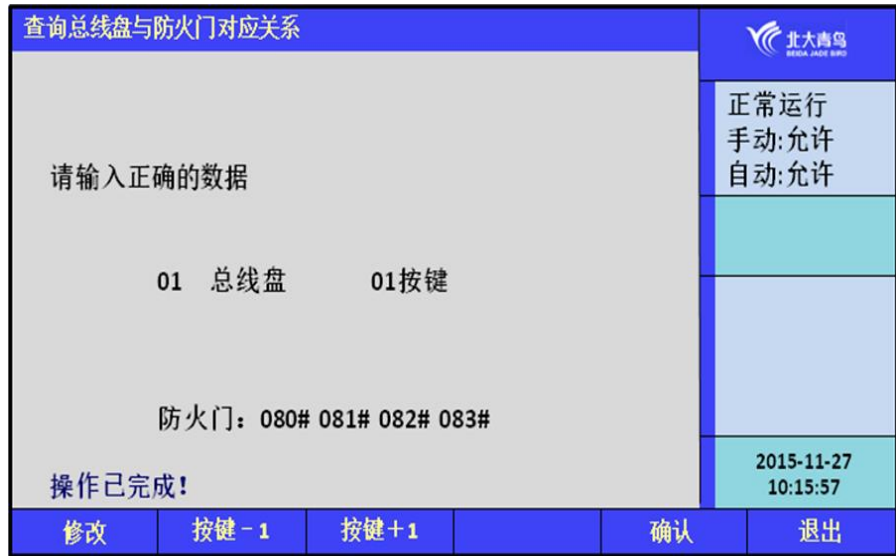 查询总线盘与防火门对应关系
北大青鸟
BEIDA JADE BIRD
正常运行
手动:允许
自动:允许
请输入正确的数据
01 总线盘 01按键
防火门：080# 081# 082# 083#
操作已完成!
2015-11-27
10:15:57
修改 按键－1 按键＋1 确认 退出